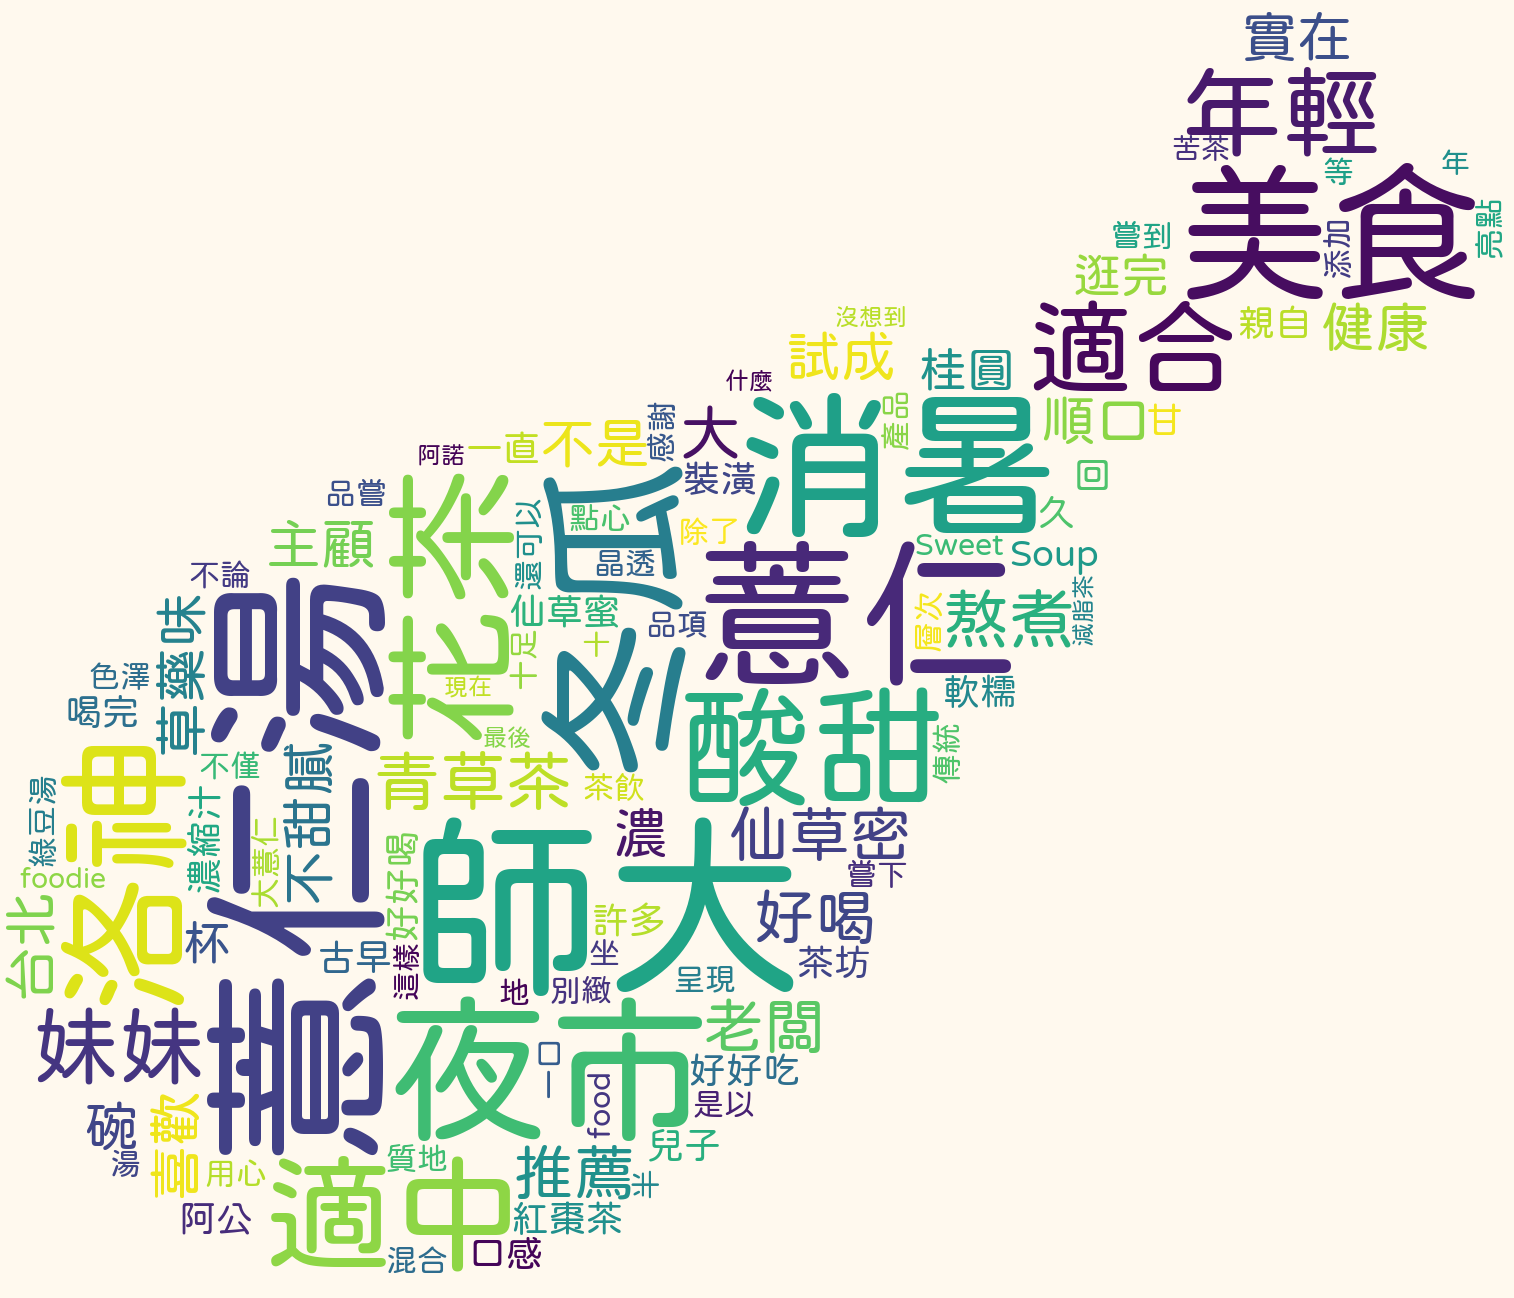 實在
年輕
苦茶
等
年
美食
添加
亮點
嘗到
逛完
適合
親自
健康
沒想到
試成
桂圓
什麼
產品
順口
甘
回
久
消暑
大
感謝
不是
一直
阿諾
裝潢
瓜
茶
點心
除了
還可以
晶透
品嘗
主顧
不論
Sweet
Soup
薏仁
層次
熬煮
減脂茶
軟糯
仙草蜜
品項
十
十足
冬
花
現在
最後
湯
草藥味
色澤
喝完
酸甜
傳統
洛神
不僅
不甜膩
青草茶
茶飲
濃
仙草密
嘗下
綠豆湯
濃縮汁
大薏仁
foodie
好好喝
師大
許多
好喝
茶坊
台北
杯
古早
這樣
坐
呈現
地
別緻
薏仁
妹妹
夜市
老闆
一口
food
好好吃
是以
碗
湯
喜歡
用心
質地
推薦
半
兒子
阿公
適中
紅棗茶
混合
口感